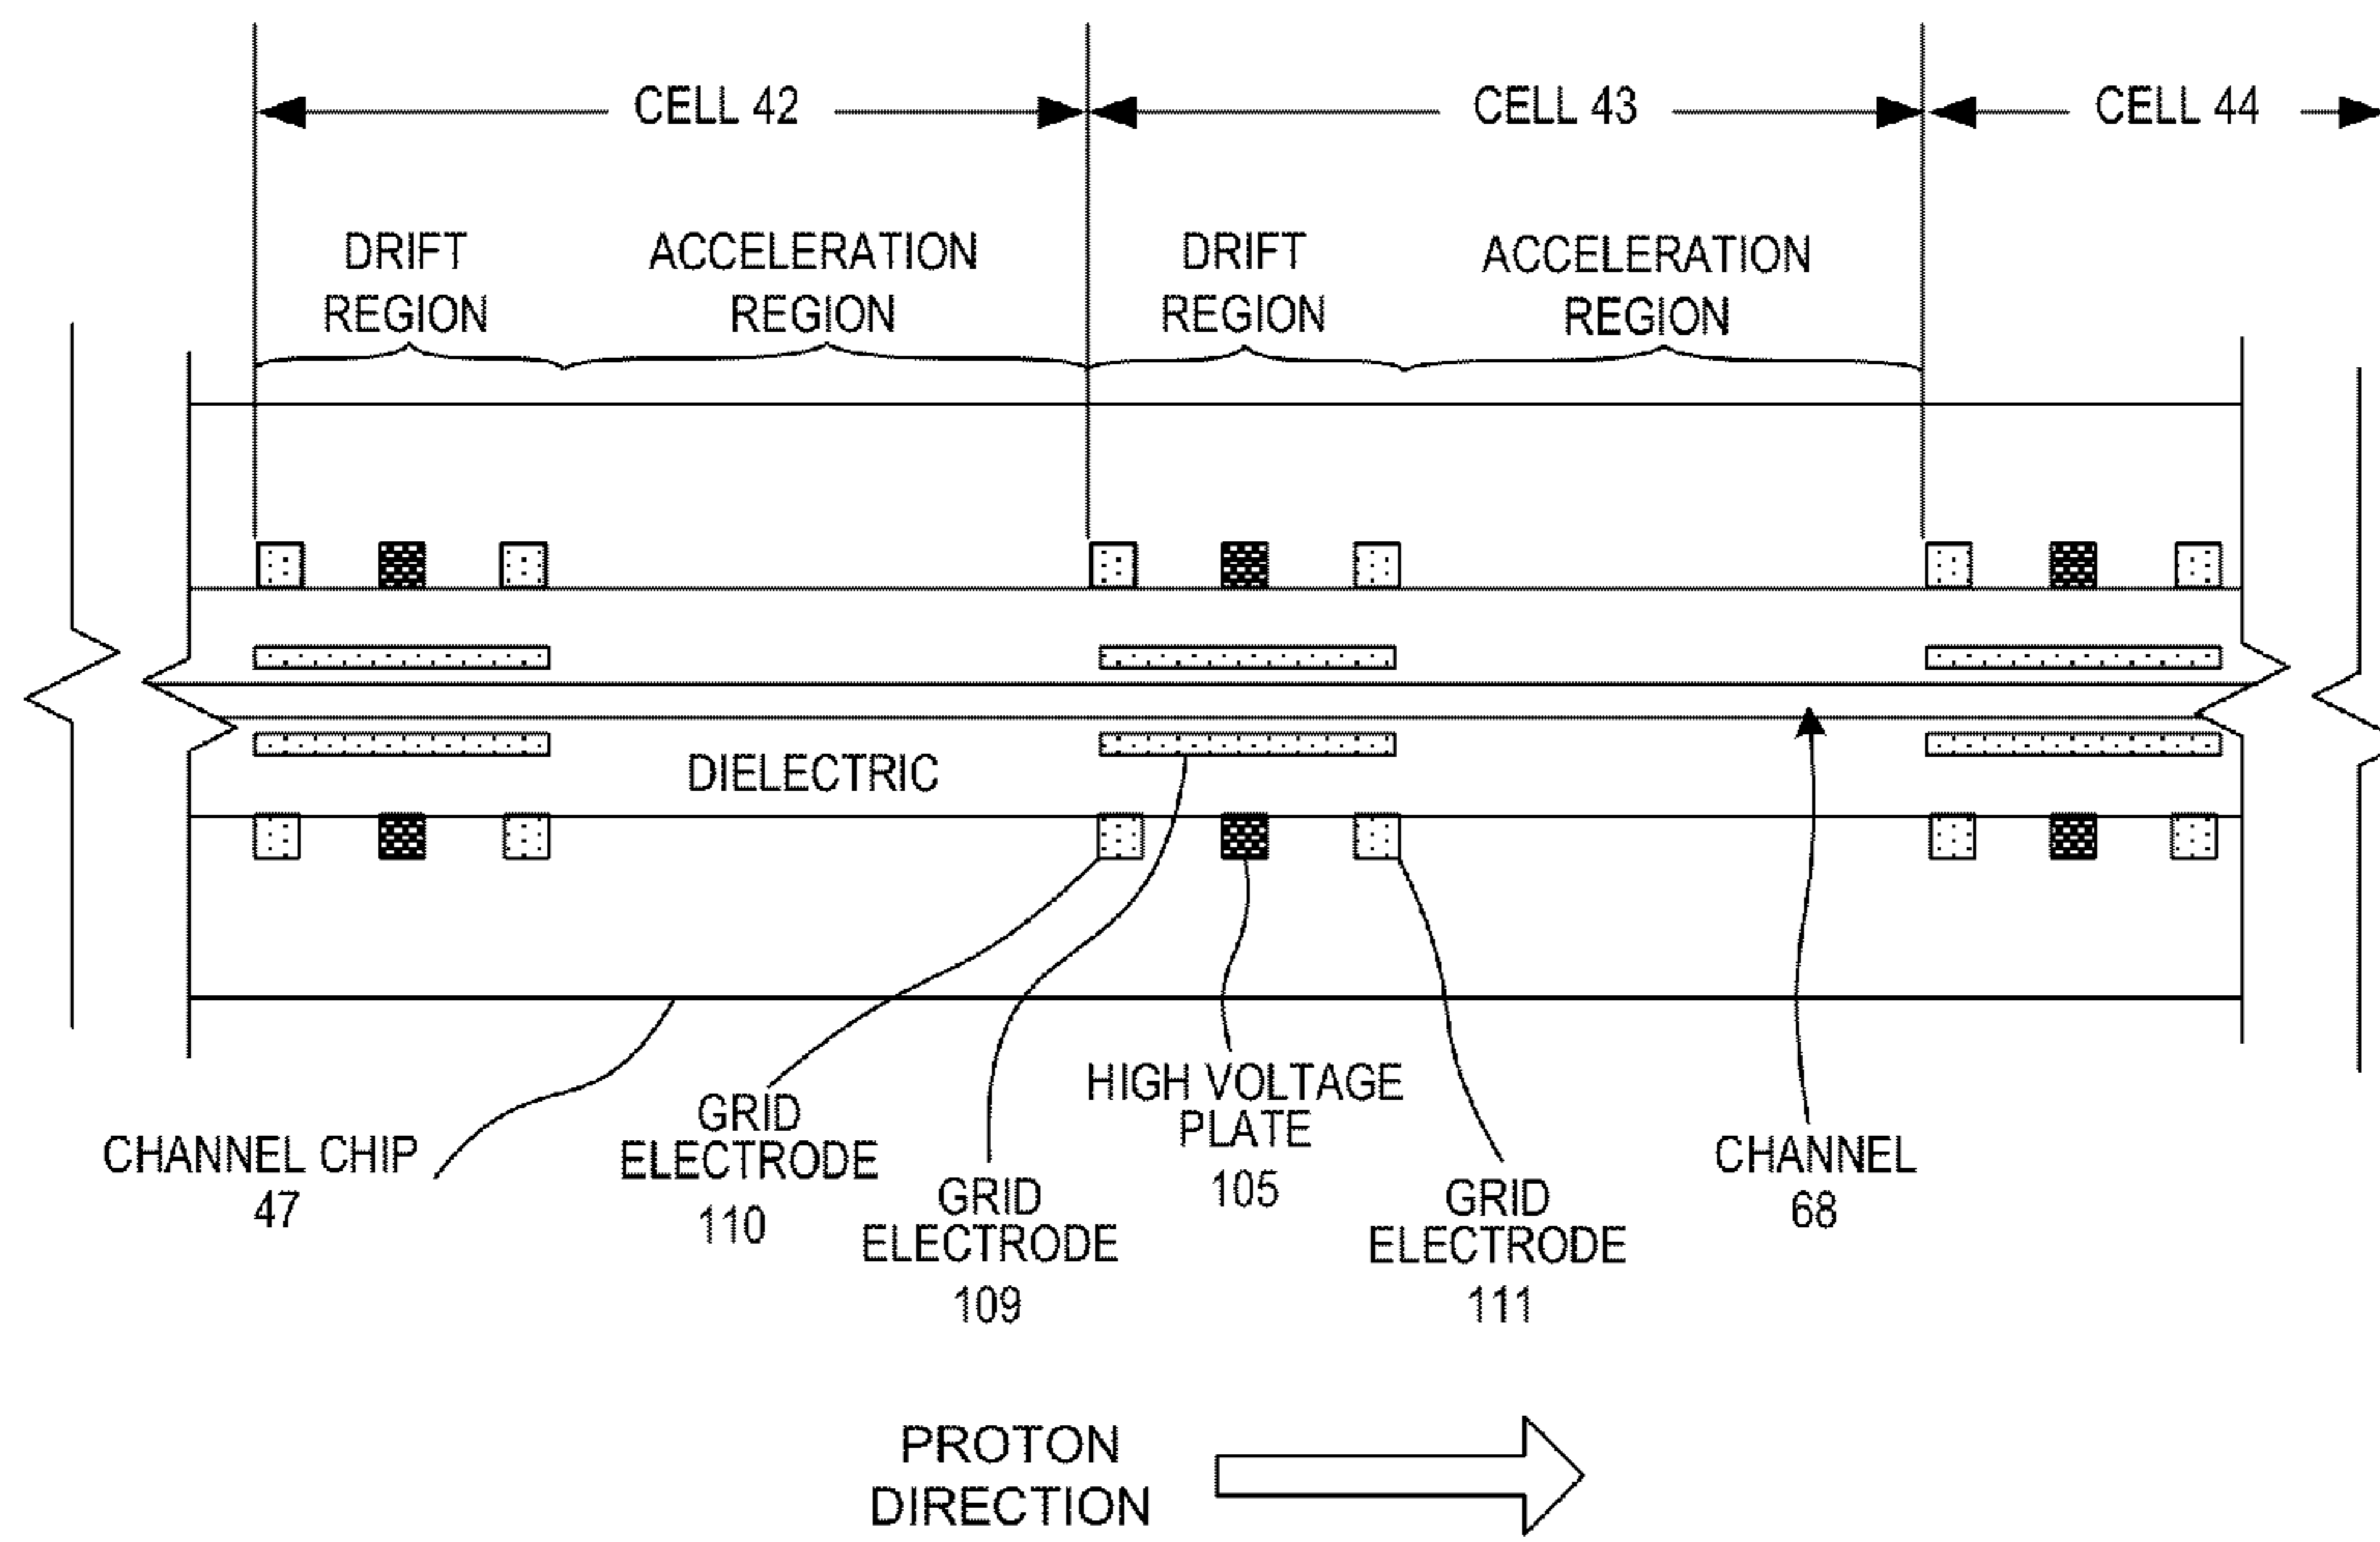 CELL 42
CELL 43
CELL 44
DRIFT
REGION
ACCELERATION
REGION
DRIFT
REGION
ACCELERATION
REGION
DIELECTRIC
CHANNEL CHIP
47
GRID
ELECTRODE
110
GRID
ELECTRODE
109
HIGH VOLTAGE
PLATE
105
GRID
ELECTRODE
111
CHANNEL
68
PROTON
DIRECTION